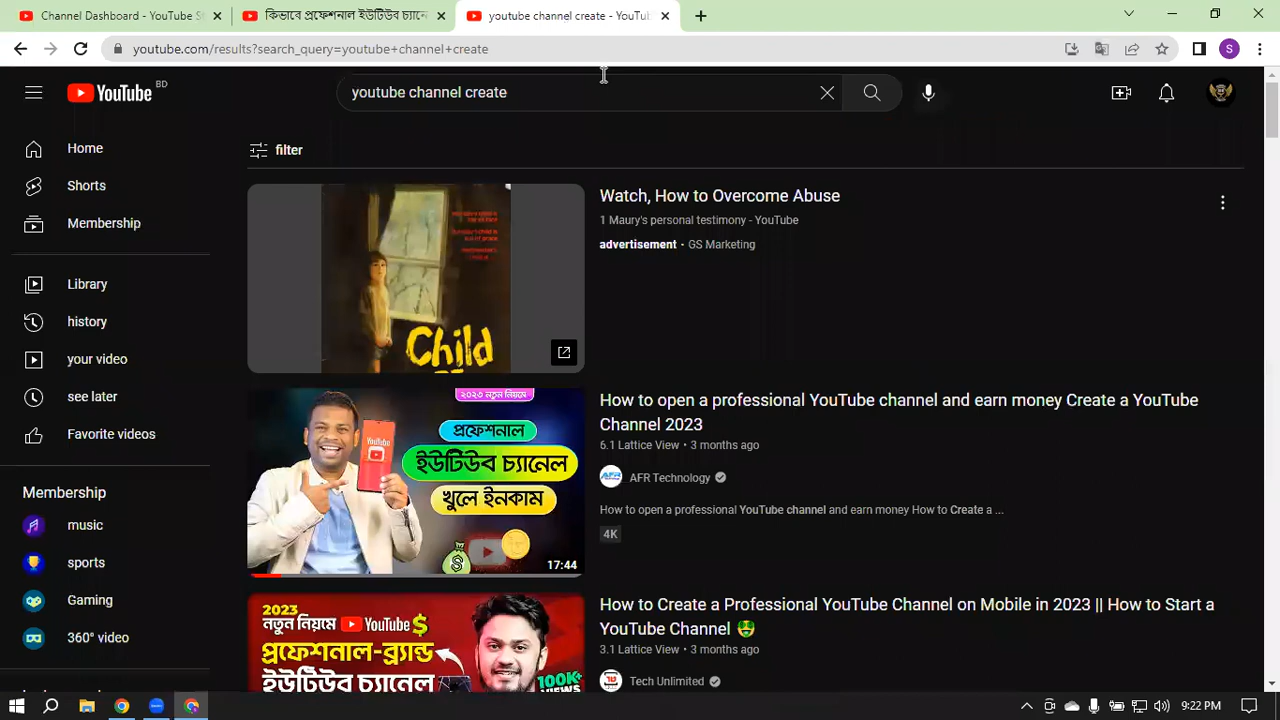 Channel Dashboard - YouTube St
কিভাবে প্রফেশনাল ইউটিউব চ্যানে
youtube channel create - YouTu
youtube.com/results?search_query=youtube+channel+create
S
YouTube BD
youtube channel create
Home
filter
Shorts
Membership
Library
history
your video
see later
Favorite videos
Membership
music
sports
Gaming
360° video
Child
Watch, How to Overcome Abuse
1 Maury's personal testimony - YouTube
advertisement • GS Marketing
২০২৩ নতুন নিয়মে
প্রফেশনাল
ইউটিউব চ্যানেল
খুলে ইনকাম
YouTube
17:44
How to open a professional YouTube channel and earn money Create a YouTube
Channel 2023
6.1 Lattice View • 3 months ago
AFR Technology
How to open a professional YouTube channel and earn money How to Create a ...
4K
2023
নতুন নিয়মে YouTube $
প্রফেশনাল-ব্র্যান্ড
ইউটিউব চ্যানেল
100K+
How to Create a Professional YouTube Channel on Mobile in 2023 || How to Start a
YouTube Channel 🤑
3.1 Lattice View • 3 months ago
Tech Unlimited
9:22 PM